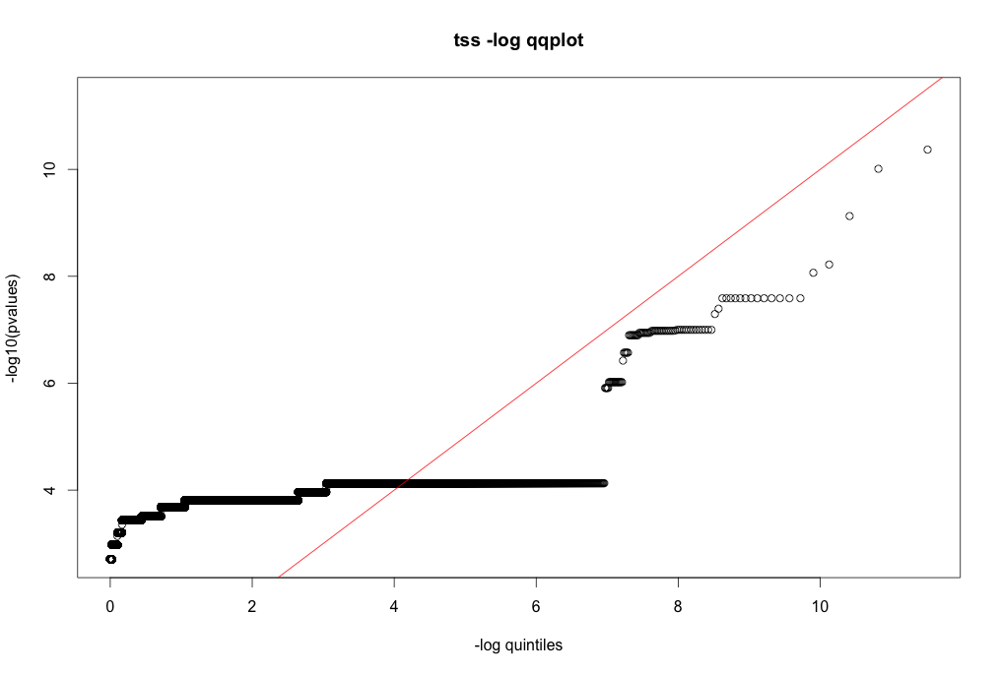 tss -log qqplot
-log10(pvalues)
10
8
6
4
0 2 4 6 8 10
-log quintiles